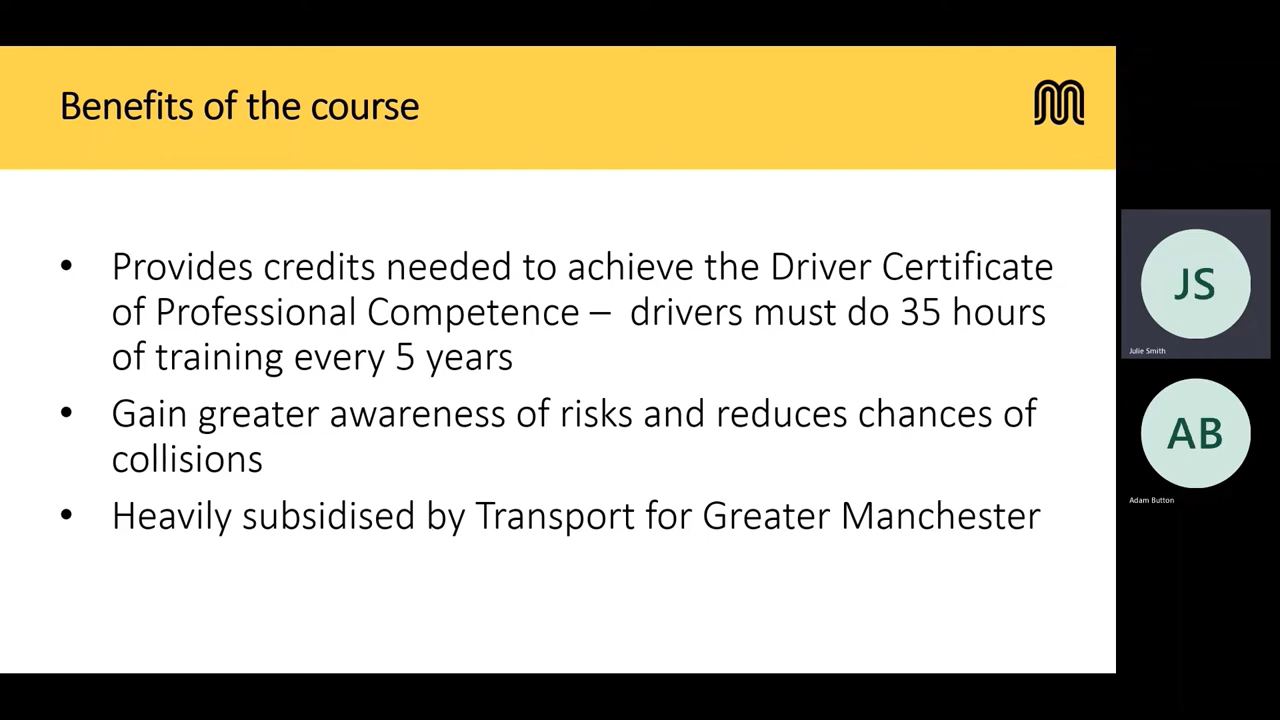 Benefits of the course
• Provides credits needed to achieve the Driver Certificate
of Professional Competence – drivers must do 35 hours
of training every 5 years
• Gain greater awareness of risks and reduces chances of
collisions
• Heavily subsidised by Transport for Greater Manchester
JS
Julie Smith
AB
Adam Button